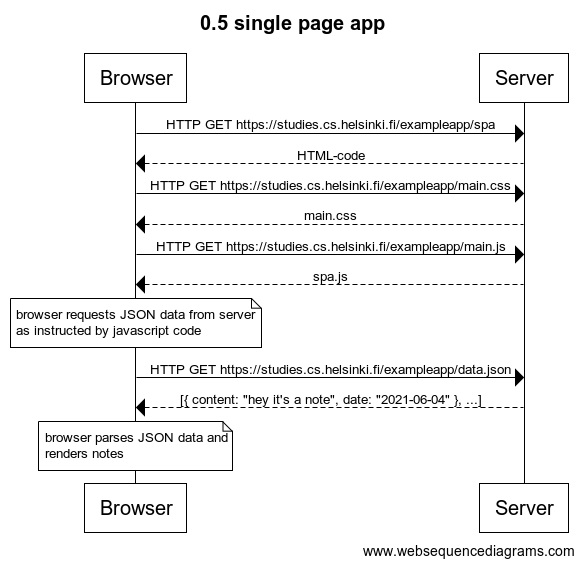 0.5 single page app
Browser
Server
HTTP GET https://studies.cs.helsinki.fi/exampleapp/spa
HTML-code
HTTP GET https://studies.cs.helsinki.fi/exampleapp/main.css
main.css
HTTP GET https://studies.cs.helsinki.fi/exampleapp/main.js
spa.js
browser requests JSON data from server
as instructed by javascript code
HTTP GET https://studies.cs.helsinki.fi/exampleapp/data.json
[{ content: "hey it's a note", date: "2021-06-04" }, ...]
browser parses JSON data and
renders notes
Browser
Server
www.websequencediagrams.com